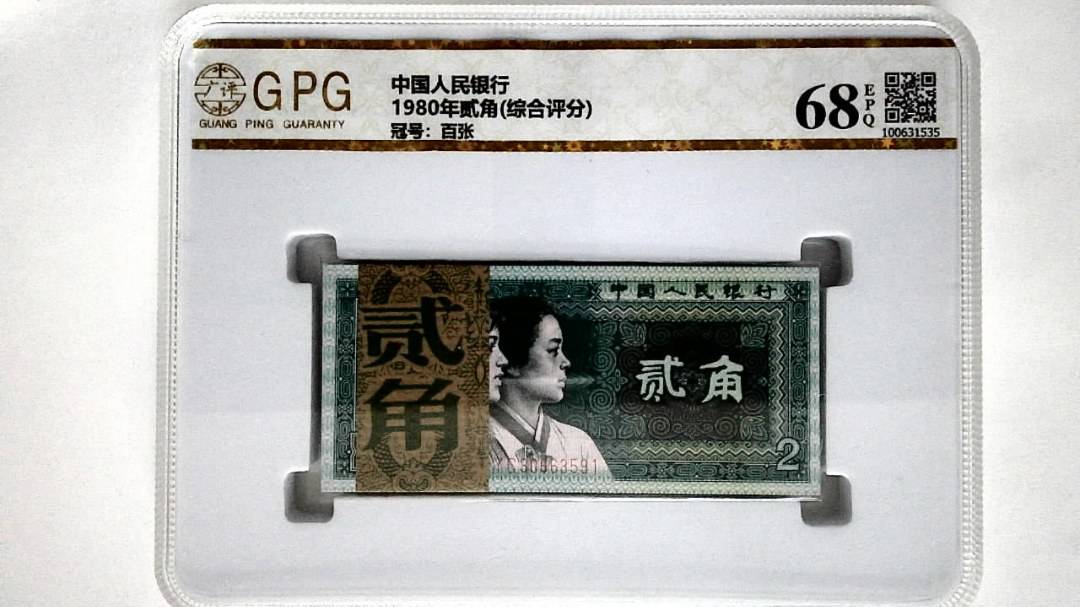 广评
GPG
GUANG PING GUARANTY
中国人民银行
1980年贰角(综合评分)
冠号：百张
68
EPQ
100631535
中国人民银行
贰角
贰角
2